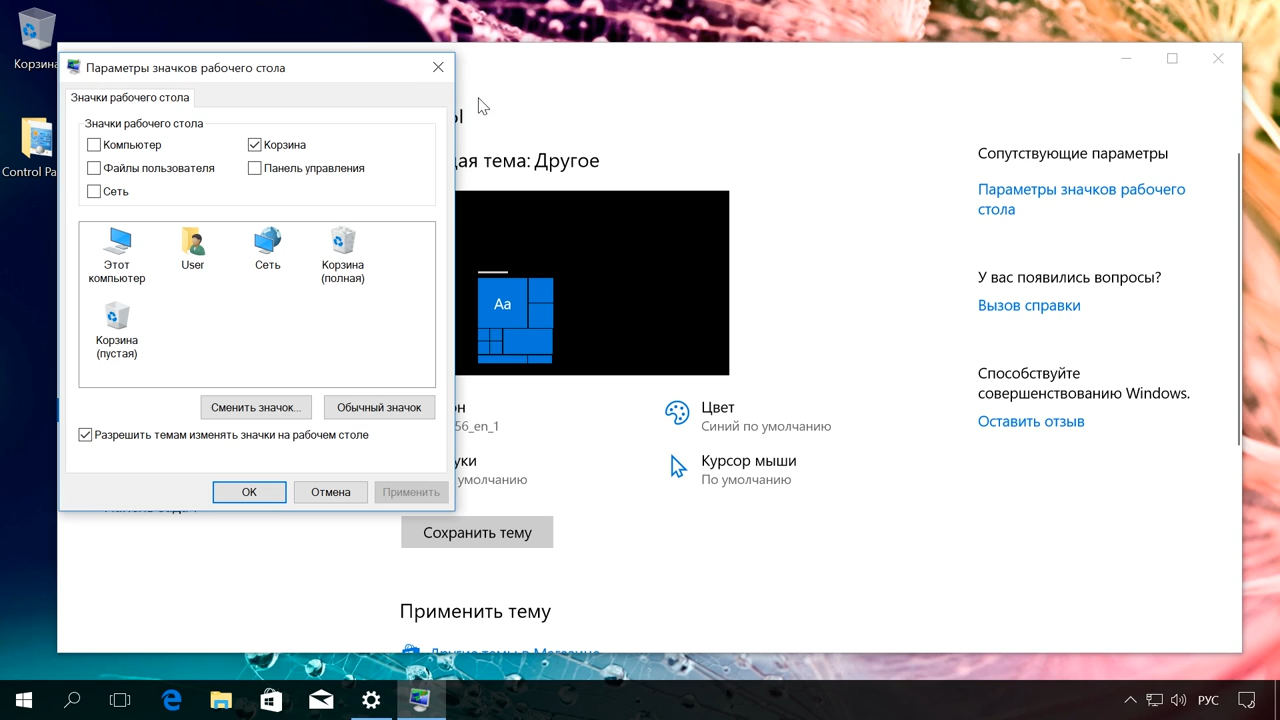 Корзина
Control Pa
Параметры значков рабочего стола
Значки рабочего стола
Значки рабочего стола
Компьютер
Корзина
Файлы пользователя
Панель управления
Сеть
Этот
компьютер
User
Сеть
Корзина
(полная)
Корзина
(пустая)
Сменить значок...
Обычный значок
Разрешить темам изменять значки на рабочем столе
OK
Отмена
Применить
ы
щая тема: Другое
Aa
он
56_en_1
Цвет
Синий по умолчанию
уки
умолчанию
Курсор мыши
По умолчанию
Сохранить тему
Применить тему
Другие темы в Магазине
Сопутствующие параметры
Параметры значков рабочего
стола
У вас появились вопросы?
Вызов справки
Способствуйте
совершенствованию Windows.
Оставить отзыв
РУС